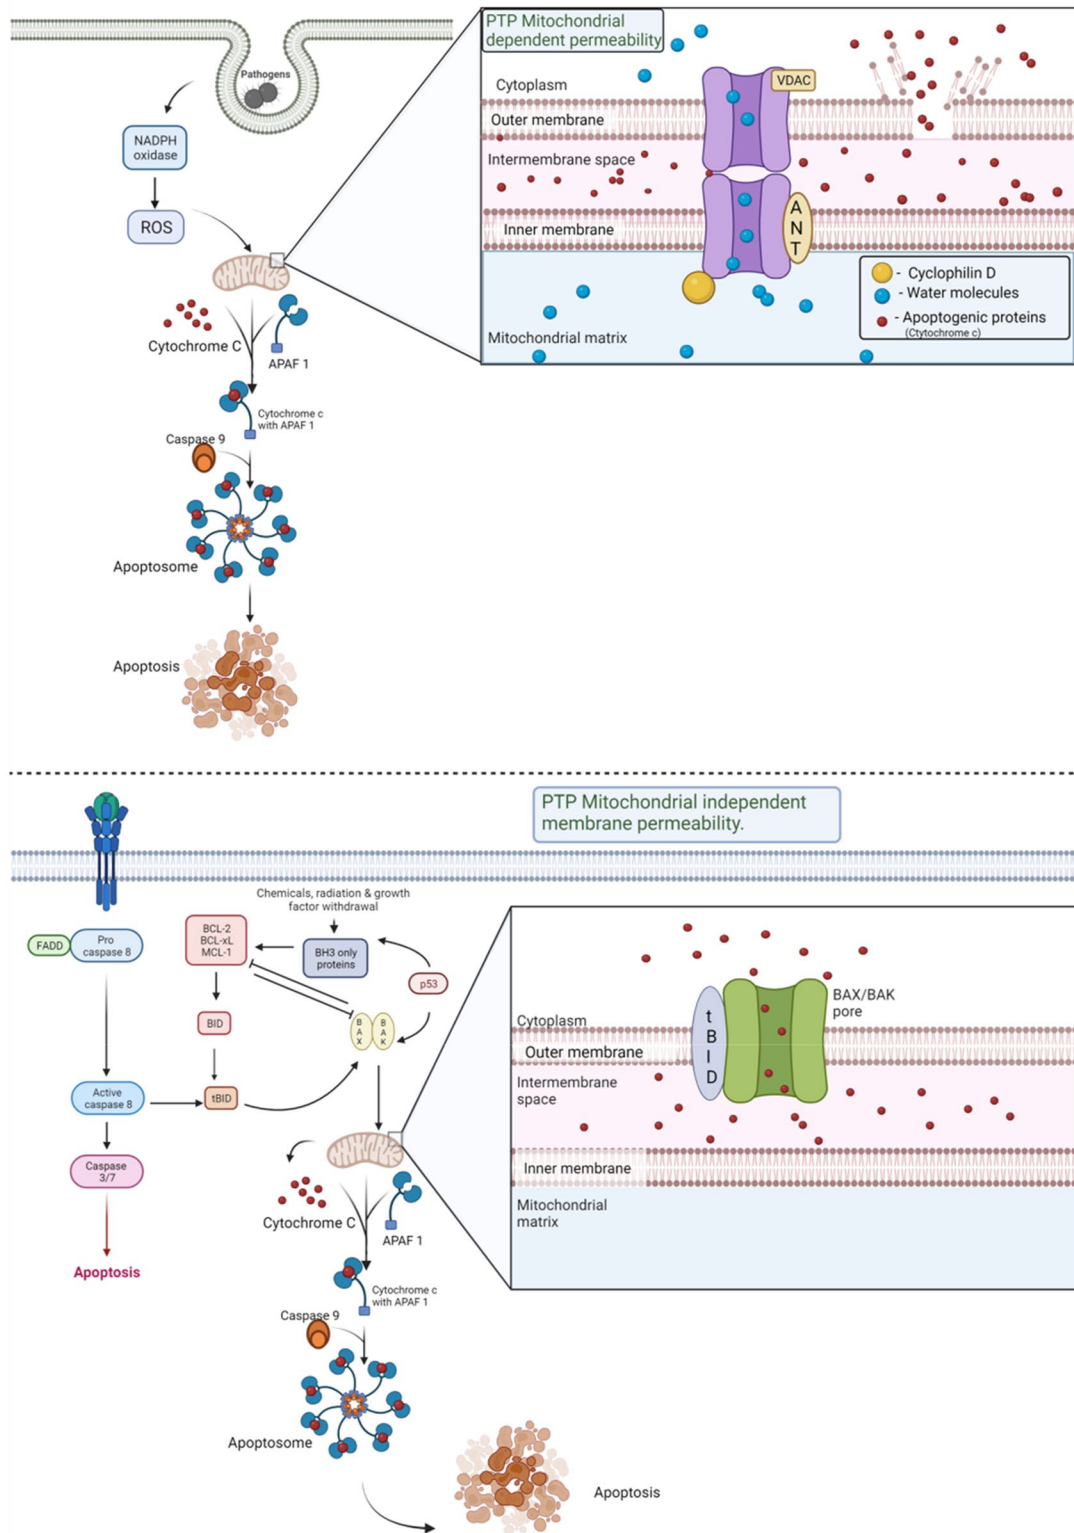 PTP Mitochondrial
dependent permeability
Pathogens
NADPH
oxidase
ROS
Cytochrome C
APAF 1
Cytochrome c
with APAF 1
Caspase 9
Apoptosome
Apoptosis
Cytoplasm
VDAC
Outer membrane
Intermembrane space
A
N
T
Inner membrane
- Cyclophilin D
- Water molecules
- Apoptogenic proteins
(Ctytochrome c)
Mitochondrial matrix
PTP Mitochondrial independent
membrane permeability.
Chemicals, radiation & growth
factor withdrawal
FADD
Pro
caspase 8
BCL-2
BCL-xL
MCL-1
BH3 only
proteins
p53
BID
B
A
X
B
A
K
Active
caspase 8
tBID
Caspase
3/7
Apoptosis
Cytochrome C
APAF 1
Cytochrome c
with APAF 1
Caspase 9
Apoptosome
Apoptosis
BAX/BAK
pore
t
B
I
D
Cytoplasm
Outer membrane
Intermembrane
space
Inner membrane
Mitochondrial
matrix